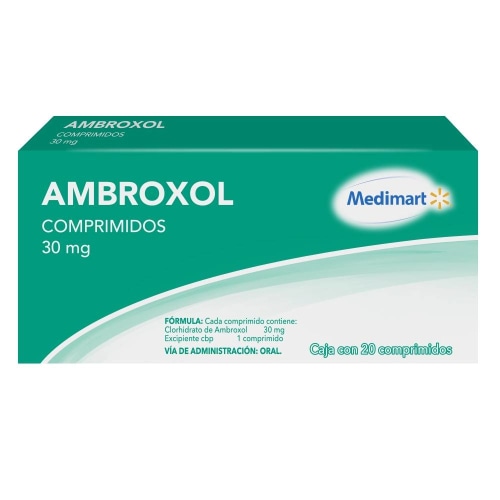 AMBROXOL
COMPRIMIDOS
30 mg
AMBROXOL
COMPRIMIDOS
30 mg
Medimart
FÓRMULA: Cada comprimido contiene:
Clorhidrato de Ambroxol 30 mg
Excipiente cbp 1 comprimido
VÍA DE ADMINISTRACIÓN: ORAL.
Caja con 20 comprimidos